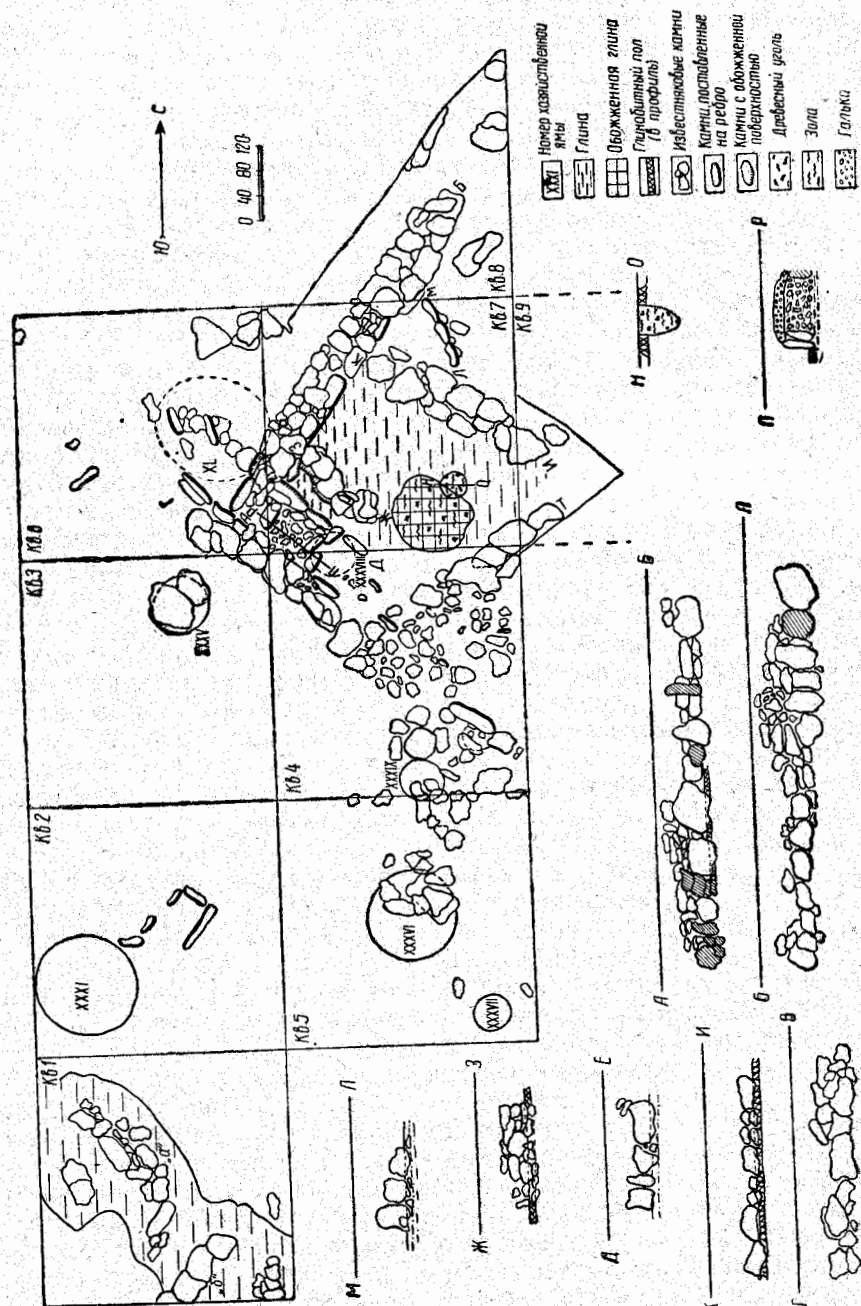 Ю С
0 40 80 120
Номер хозяйственной
ямы
Глина
Обожженная глина
Глинобитный пол
(в профиль)
Известняковые камни
Камни, поставленные
на ребро
Камни с обожженной
поверхностью
Древесный уголь
Зола
Галька
XXXI
Кв.1
Кв.2
Кв.3
Кв.4
Кв.5
Кв.6
Кв.7
Кв.8
Кв.9
XXXI
XXXV
XXXVI
XXXVII
XXXVIII
XXXIX
XL
„а"
„б"
М Л
Ж З
Д Е
И
Г В
А Б
Б А
Н О
П Р